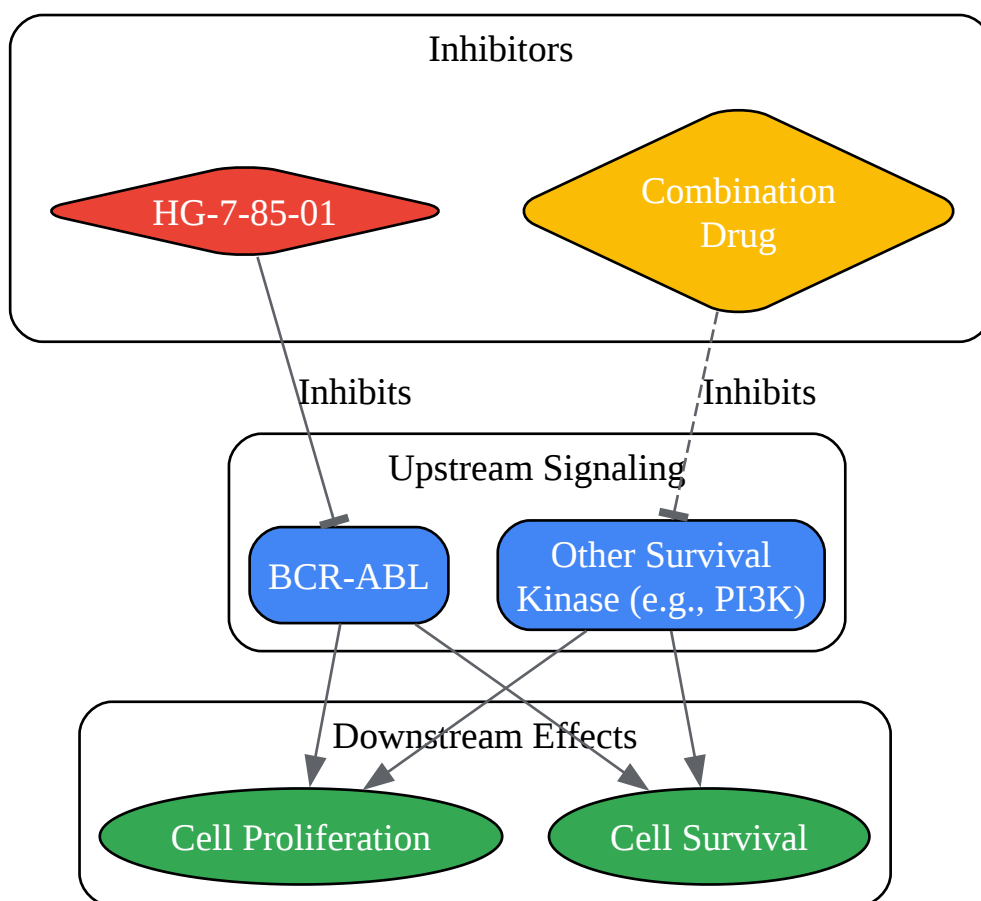 Inhibitors
HG-7-85-01
Combination
Drug
Inhibits
Inhibits
Upstream Signaling
BCR-ABL
Other Survival
Kinase (e.g., PI3K)
Downstream Effects
Cell Proliferation
Cell Survival